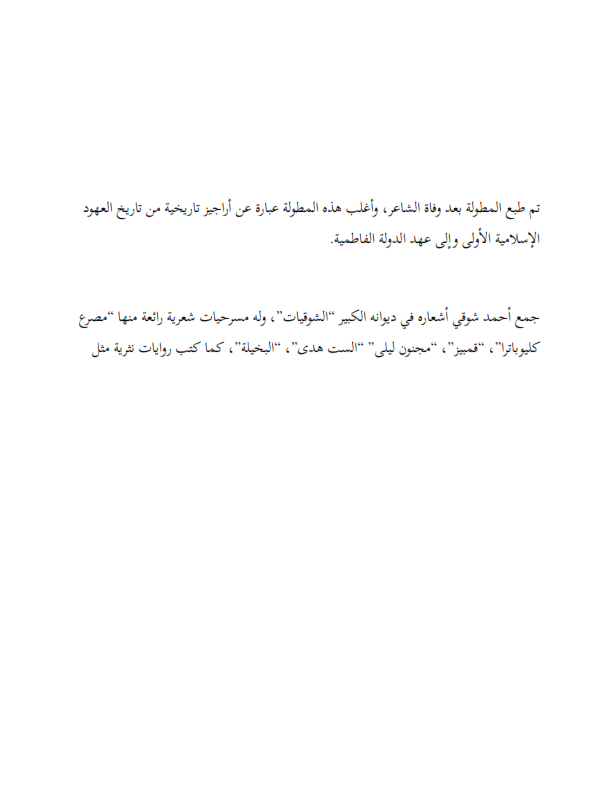 تم طبع المطولة بعد وفاة الشاعر، وأغلب هذه المطولة عبارة عن أراجيز تاريخية من تاريخ العهود
الإسلامية الأولى وإلى عهد الدولة الفاطمية.
جمع أحمد شوقي أشعاره في ديوانه الكبير “الشوقيات”، وله مسرحيات شعرية رائعة منها “مصرع
كليوباترا”، “قمبيز”، “مجنون ليلى” “الست هدى”، “البخيلة”، كما كتب روايات نثرية مثل